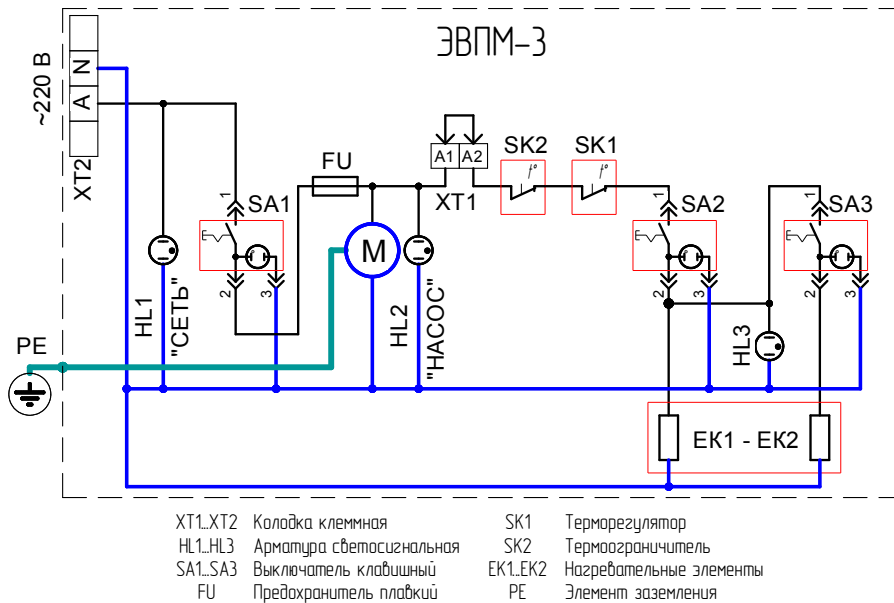 ЭВПМ-3
~220 В
N
A
XT2
HL1
"СЕТЬ"
1
SA1
2
3
FU
M
HL2
"НАСОС"
A1 A2
XT1
SK2
t°
SK1
t°
1
SA2
2
3
HL3
1
SA3
2
3
PE
EK1 - EK2
XT1...XT2 Колодка клеммная
HL1...HL3 Арматура светосигнальная
SA1...SA3 Выключатель клавишный
FU Предохранитель плавкий
SK1 Терморегулятор
SK2 Термоограничитель
EK1...EK2 Нагревательные элементы
PE Элемент заземления